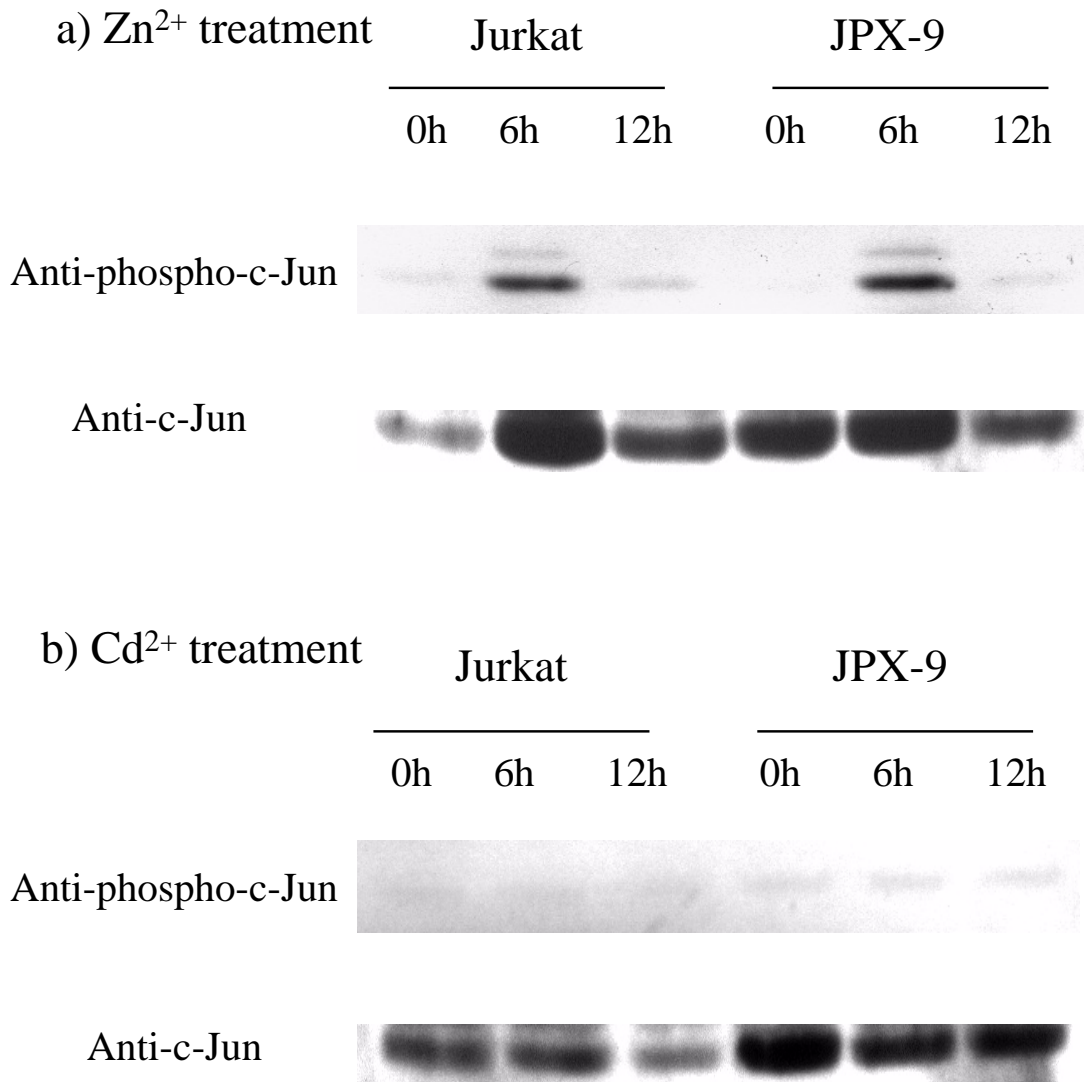 a) Zn²⁺ treatment Jurkat JPX-9
0h 6h 12h 0h 6h 12h
Anti-phospho-c-Jun
Anti-c-Jun
b) Cd²⁺ treatment Jurkat JPX-9
0h 6h 12h 0h 6h 12h
Anti-phospho-c-Jun
Anti-c-Jun